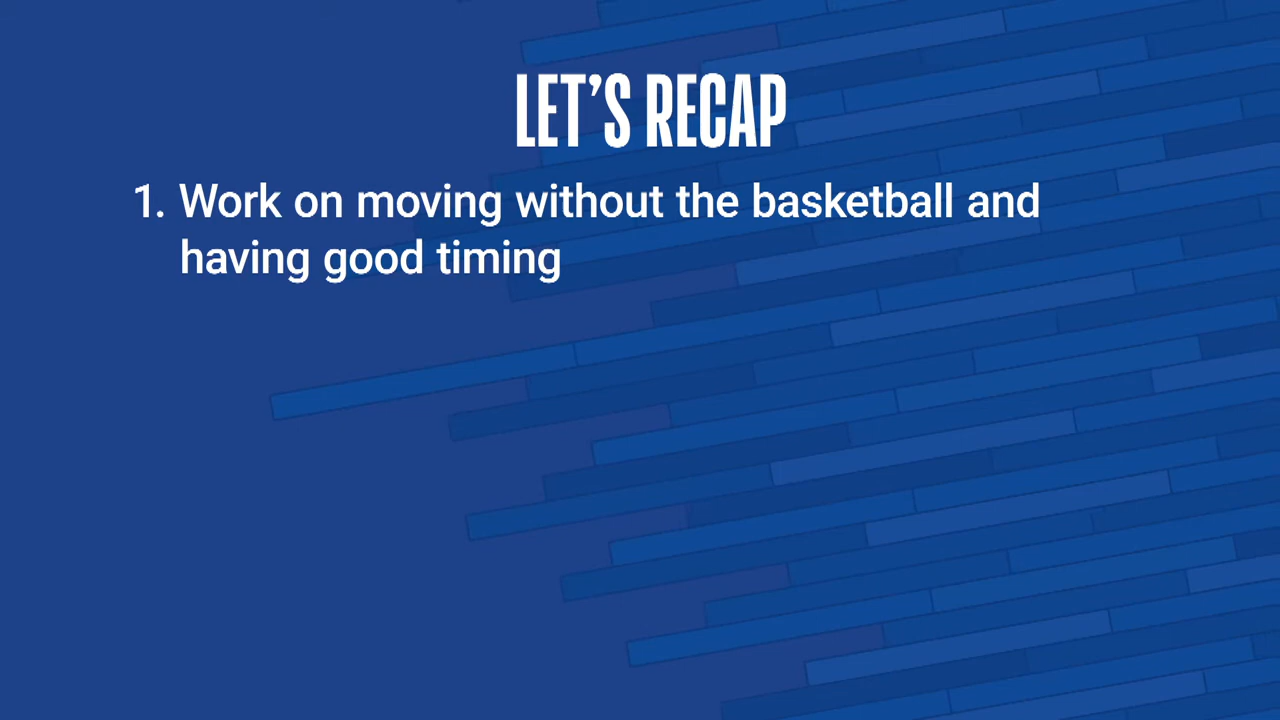 LET'S RECAP
1. Work on moving without the basketball and
having good timing